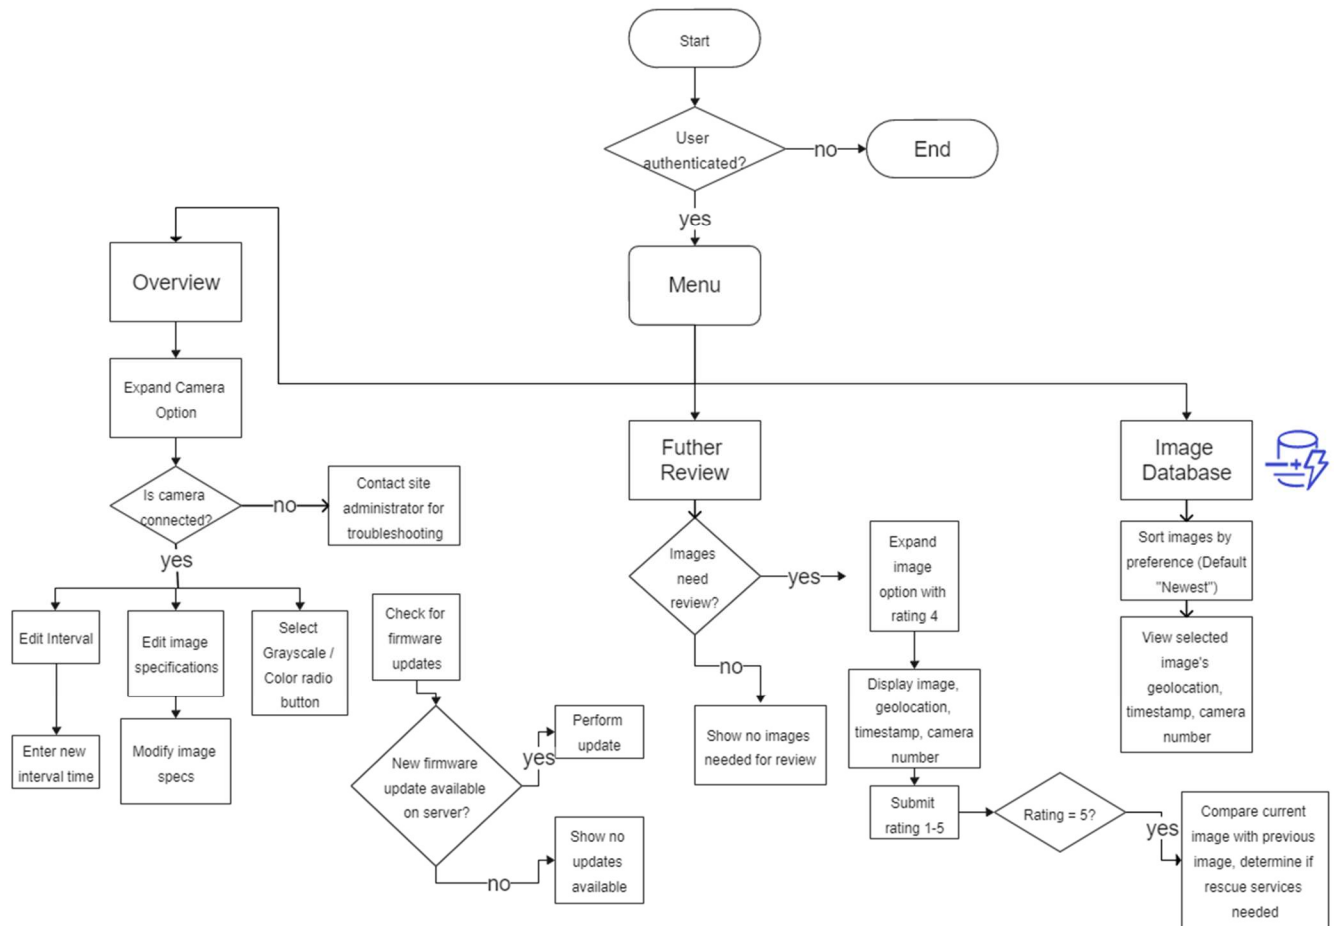 Start
User
authenticated?
no
End
yes
Menu
Overview
Expand Camera
Option
Is camera
connected?
no
Contact site
administrator for
troubleshooting
yes
Edit Interval
Enter new
interval time
Edit image
specifications
Modify image
specs
Select
Grayscale /
Color radio
button
Check for
firmware
updates
New firmware
update available
on server?
yes
Perform
update
no
Show no
updates
available
Futher
Review
Images
need
review?
yes
no
Show no images
needed for review
Expand
image
option with
rating 4
Display image,
geolocation,
timestamp, camera
number
Submit
rating 1-5
Rating = 5?
yes
Compare current
image with previous
image, determine if
rescue services
needed
Image
Database
Sort images by
preference (Default
"Newest")
View selected
image's
geolocation,
timestamp, camera
number